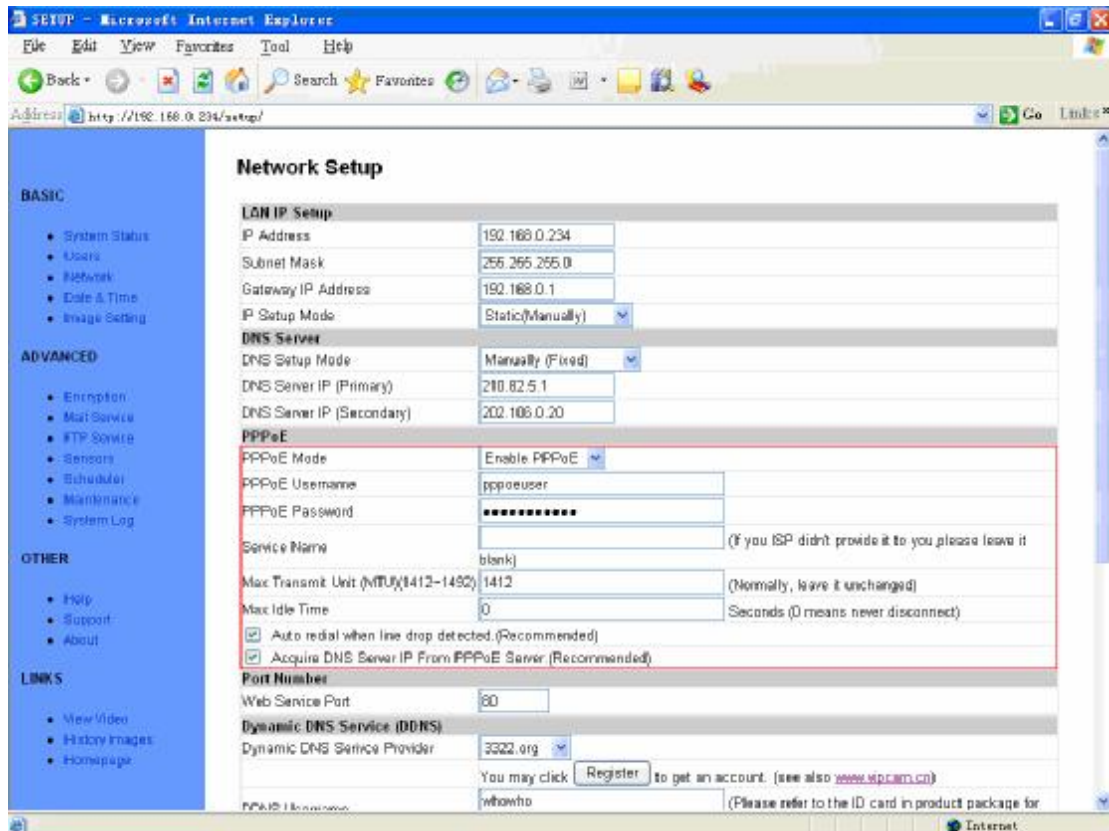 SETUP - Microsoft Internet Explorer
File Edit View Favorites Tool Help
Back Search Favorites
Address http://192.168.0.234/setup/ Go Links
Network Setup
BASIC
System Status
Users
Network
Date & Time
Image Setting
ADVANCED
Encryption
Mail Service
FTP Service
Sensors
Scheduler
Maintenance
System Log
OTHER
Help
Support
About
LINKS
View Video
History Images
Homepage
LAN IP Setup
IP Address 192.168.0.234
Subnet Mask 255.255.255.0
Gateway IP Address 192.168.0.1
IP Setup Mode Static(Manually)
DNS Server
DNS Setup Mode Manually (Fixed)
DNS Server IP (Primary) 210.82.5.1
DNS Server IP (Secondary) 202.106.0.20
PPPoE
PPPoE Mode Enable PPPoE
PPPoE Username pppoeuser
PPPoE Password •••••••••••
Service Name (If you ISP didn't provide it to you,please leave it
blank)
Max Transmit Unit (MTU)(1412~1492) 1412 (Normally, leave it unchanged)
Max Idle Time 0 Seconds (0 means never disconnect)
Auto redial when line drop detected.(Recommended)
Acquire DNS Server IP From PPPoE Server (Recommended)
Port Number
Web Service Port 80
Dynamic DNS Service (DDNS)
Dynamic DNS Serivce Provider 3322.org
You may click Register to get an account. (see also www.vipcam.cn)
DDNS Username whowho (Please refer to the ID card in product package for
Internet